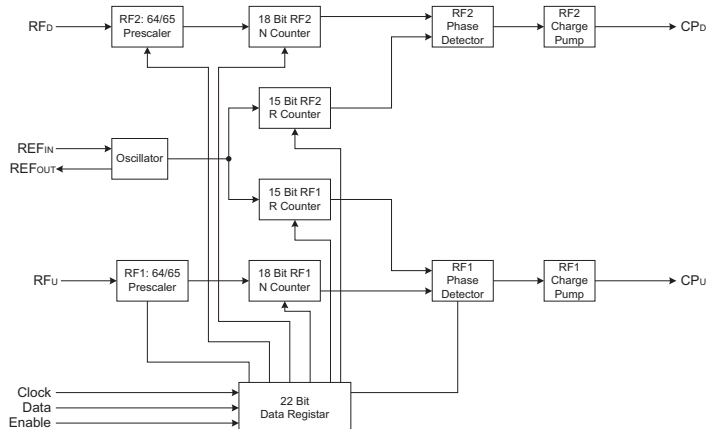 RFD
RF2: 64/65
Prescaler
18 Bit RF2
N Counter
RF2
Phase
Detector
RF2
Charge
Pump
CPD
15 Bit RF2
R Counter
REFIN
REFOUT
Oscillator
15 Bit RF1
R Counter
RFU
RF1: 64/65
Prescaler
18 Bit RF1
N Counter
RF1
Phase
Detector
RF1
Charge
Pump
CPU
Clock
Data
Enable
22 Bit
Data Registar